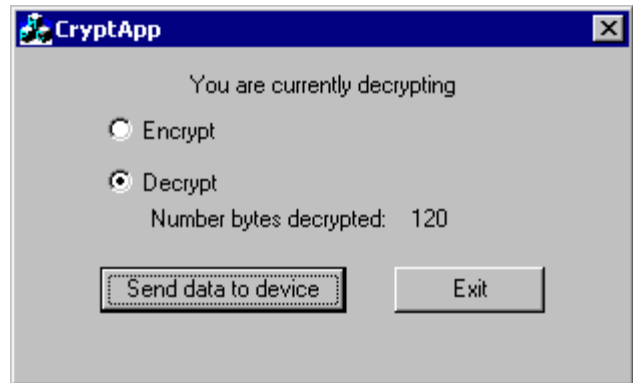 CryptApp
You are currently decrypting
Encrypt
Decrypt
Number bytes decrypted: 120
Send data to device Exit